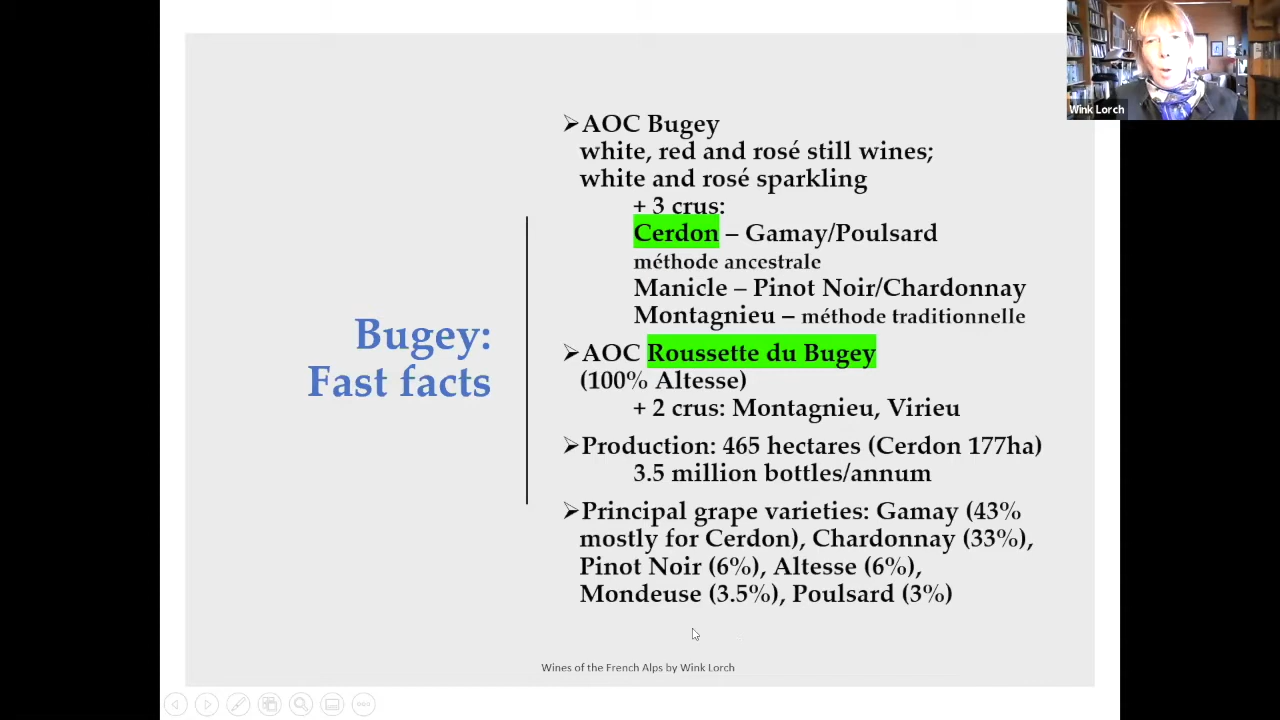 Wink Lorch
Bugey:
Fast facts
➢AOC Bugey
white, red and rosé still wines;
white and rosé sparkling
+ 3 crus:
Cerdon – Gamay/Poulsard
méthode ancestrale
Manicle – Pinot Noir/Chardonnay
Montagnieu – méthode traditionnelle
➢AOC Roussette du Bugey
(100% Altesse)
+ 2 crus: Montagnieu, Virieu
➢Production: 465 hectares (Cerdon 177ha)
3.5 million bottles/annum
➢Principal grape varieties: Gamay (43%
mostly for Cerdon), Chardonnay (33%),
Pinot Noir (6%), Altesse (6%),
Mondeuse (3.5%), Poulsard (3%)
Wines of the French Alps by Wink Lorch